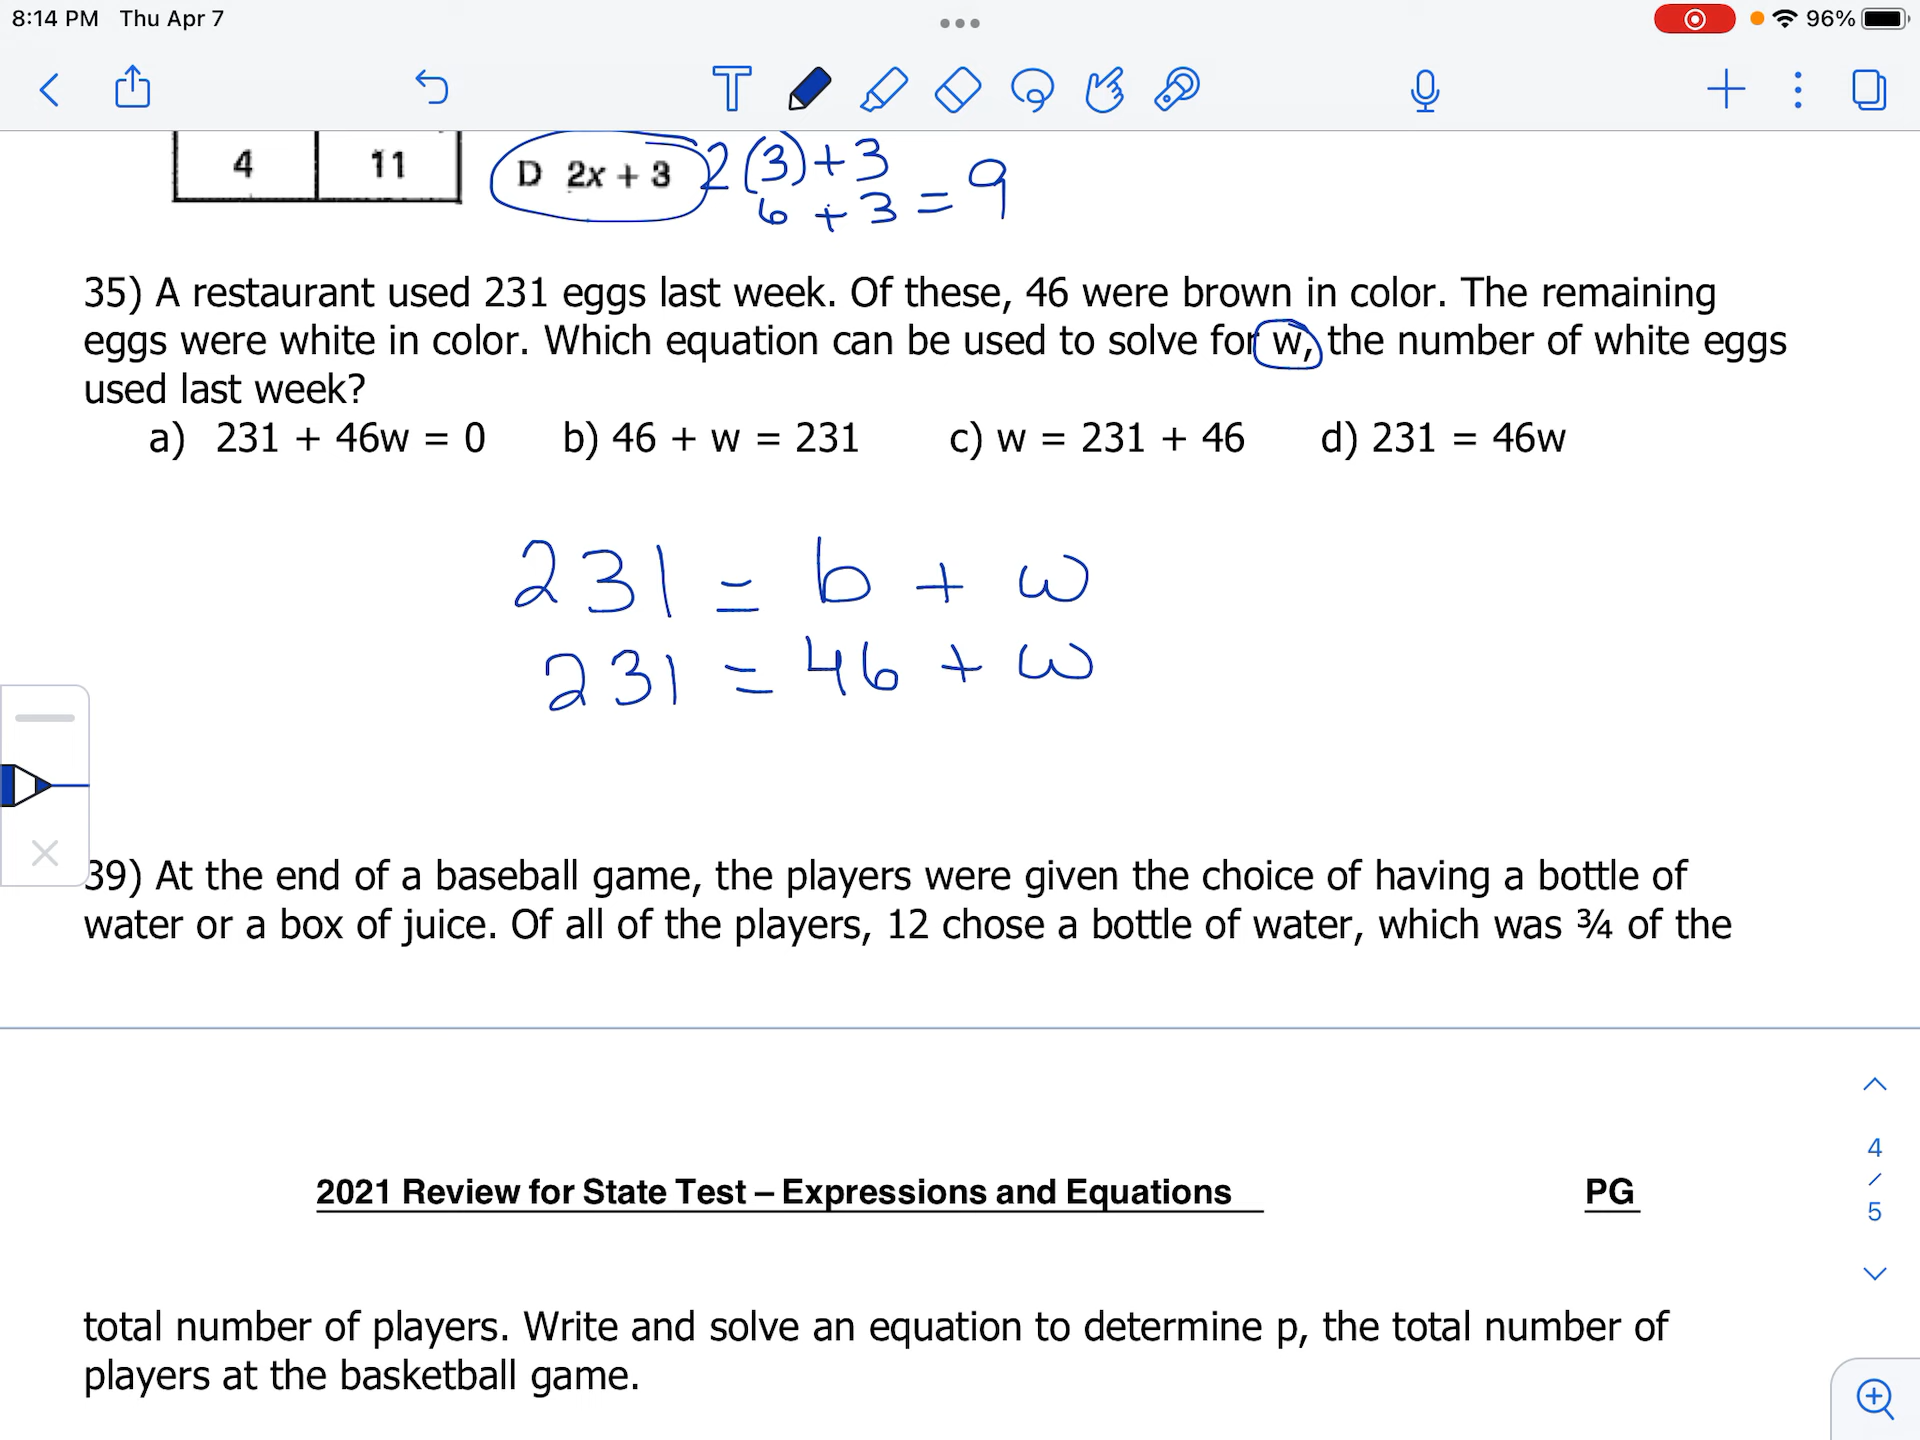 8:14 PM Thu Apr 7
96%
4 11
D 2x + 3 2(3)+3
6 + 3 = 9
35) A restaurant used 231 eggs last week. Of these, 46 were brown in color. The remaining
eggs were white in color. Which equation can be used to solve for w, the number of white eggs
used last week?
a) 231 + 46w = 0 b) 46 + w = 231 c) w = 231 + 46 d) 231 = 46w
231 = b + w
231 = 46 + w
39) At the end of a baseball game, the players were given the choice of having a bottle of
water or a box of juice. Of all of the players, 12 chose a bottle of water, which was ¾ of the
2021 Review for State Test – Expressions and Equations PG
4
/
5
total number of players. Write and solve an equation to determine p, the total number of
players at the basketball game.